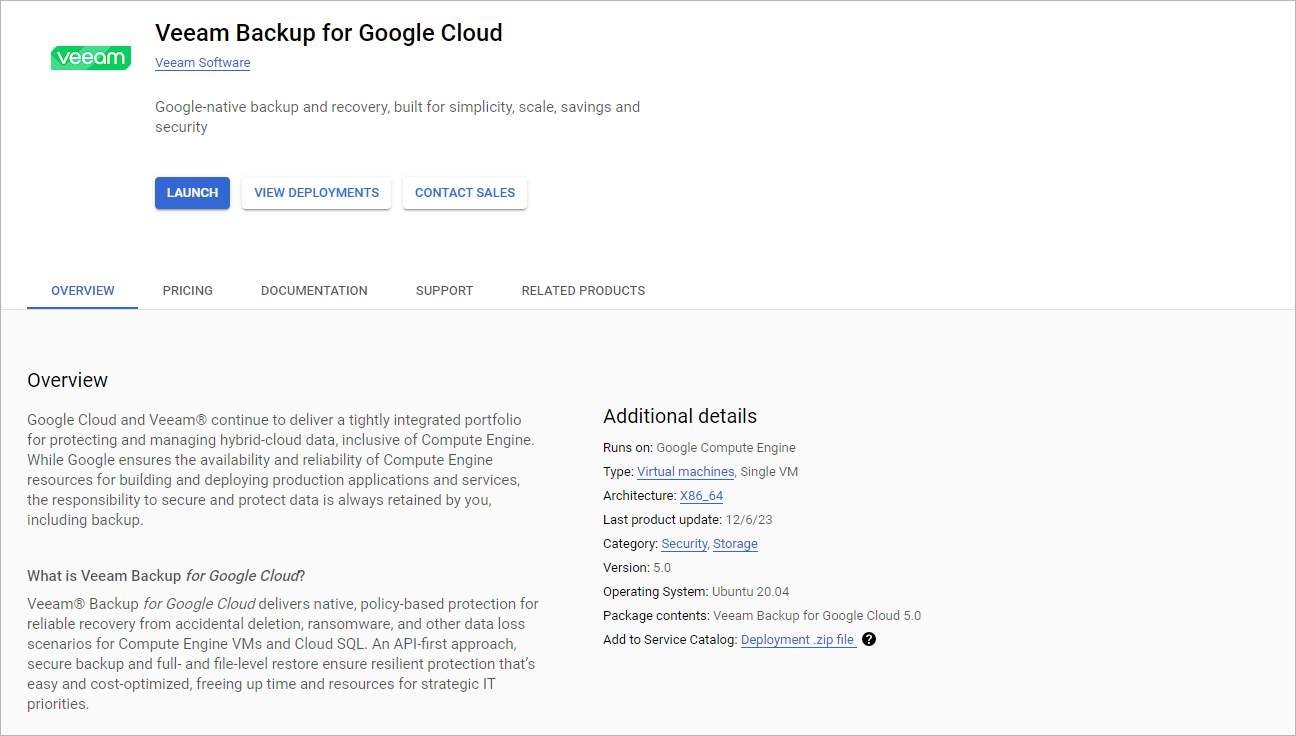 veeam
Veeam Backup for Google Cloud
Veeam Software
Google-native backup and recovery, built for simplicity, scale, savings and
security
LAUNCH VIEW DEPLOYMENTS CONTACT SALES
OVERVIEW PRICING DOCUMENTATION SUPPORT RELATED PRODUCTS
Overview
Google Cloud and Veeam® continue to deliver a tightly integrated portfolio
for protecting and managing hybrid-cloud data, inclusive of Compute Engine.
While Google ensures the availability and reliability of Compute Engine
resources for building and deploying production applications and services,
the responsibility to secure and protect data is always retained by you,
including backup.
What is Veeam Backup for Google Cloud?
Veeam® Backup for Google Cloud delivers native, policy-based protection for
reliable recovery from accidental deletion, ransomware, and other data loss
scenarios for Compute Engine VMs and Cloud SQL. An API-first approach,
secure backup and full- and file-level restore ensure resilient protection that’s
easy and cost-optimized, freeing up time and resources for strategic IT
priorities.
Additional details
Runs on: Google Compute Engine
Type: Virtual machines, Single VM
Architecture: X86_64
Last product update: 12/6/23
Category: Security, Storage
Version: 5.0
Operating System: Ubuntu 20.04
Package contents: Veeam Backup for Google Cloud 5.0
Add to Service Catalog: Deployment .zip file ?